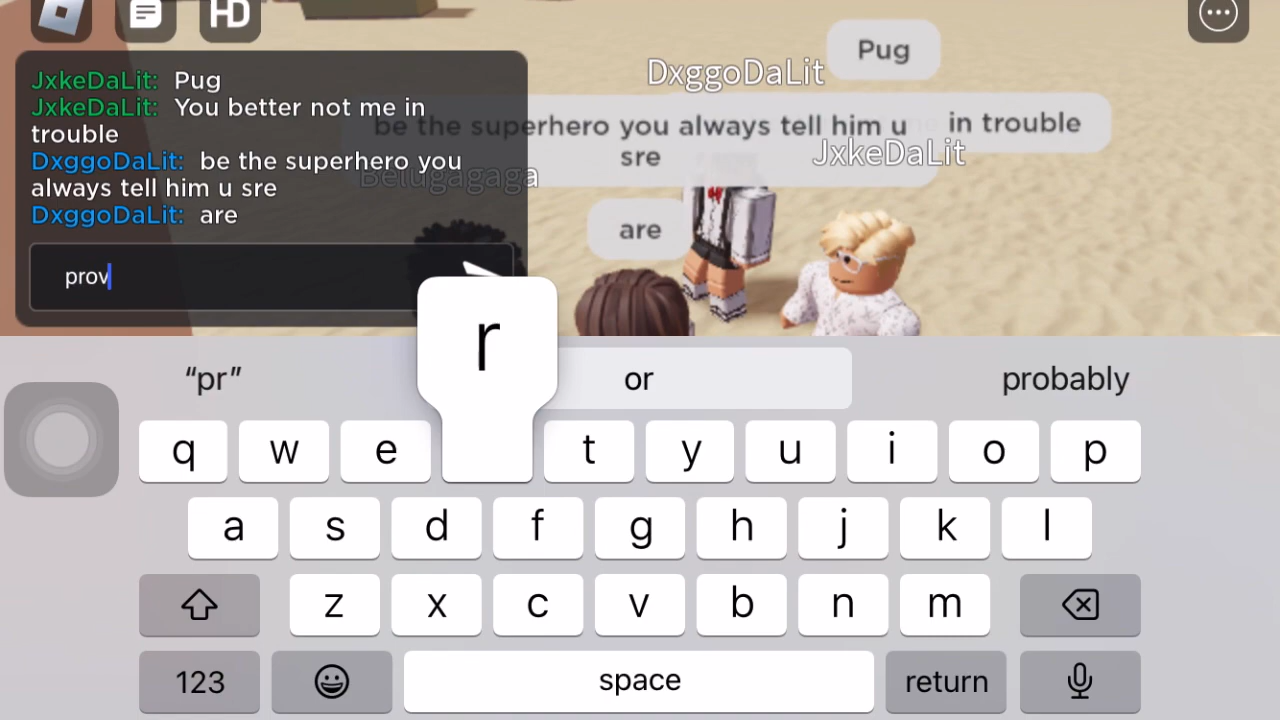 HD
JxkeDaLit: Pug
JxkeDaLit: You better not me in
trouble
DxggoDaLit: be the superhero you
always tell him u sre
DxggoDaLit: are
prov
Pug
DxggoDaLit
be the superhero you always tell him u
sre
in trouble
JxkeDaLit
Belugagaga
are
r
“pr”
or
probably
q w e t y u i o p
a s d f g h j k l
z x c v b n m
123
space
return